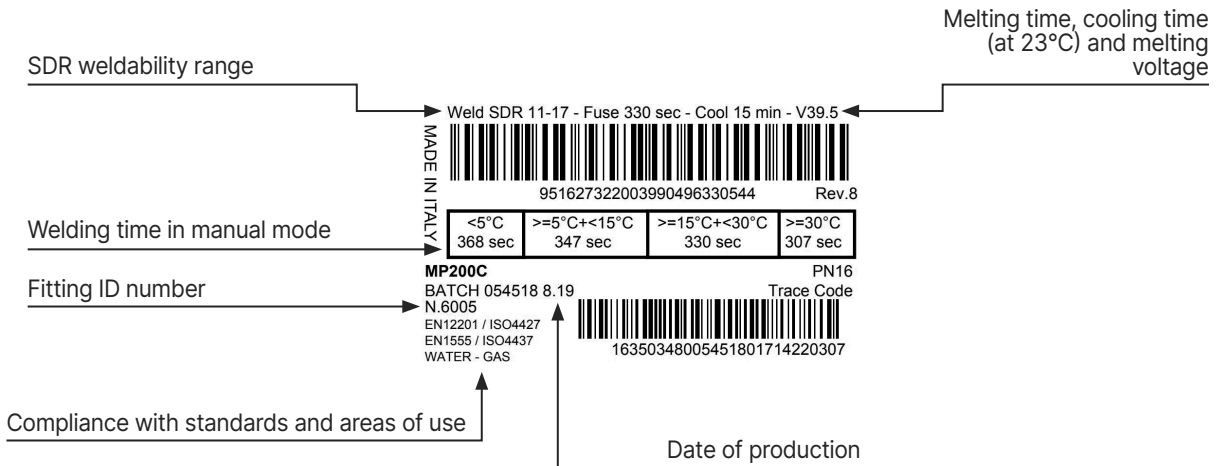 Melting time, cooling time
(at 23°C) and melting
voltage
SDR weldability range
Weld SDR 11-17 - Fuse 330 sec - Cool 15 min - V39.5
MADE IN ITALY
951627322003990496330544 Rev.8
<5°C >=5°C+<15°C >=15°C+<30°C >=30°C
368 sec 347 sec 330 sec 307 sec
Welding time in manual mode
MP200C PN16
Fitting ID number
BATCH 054518 8.19 Trace Code
N.6005
EN12201 / ISO4427
EN1555 / ISO4437
WATER - GAS
16350348005451801714220307
Compliance with standards and areas of use
Date of production